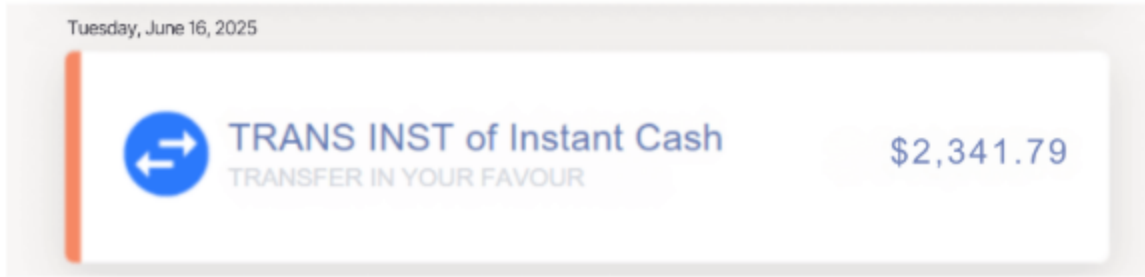 Tuesday, June 16, 2025
TRANS INST of Instant Cash
TRANSFER IN YOUR FAVOUR
$2,341.79